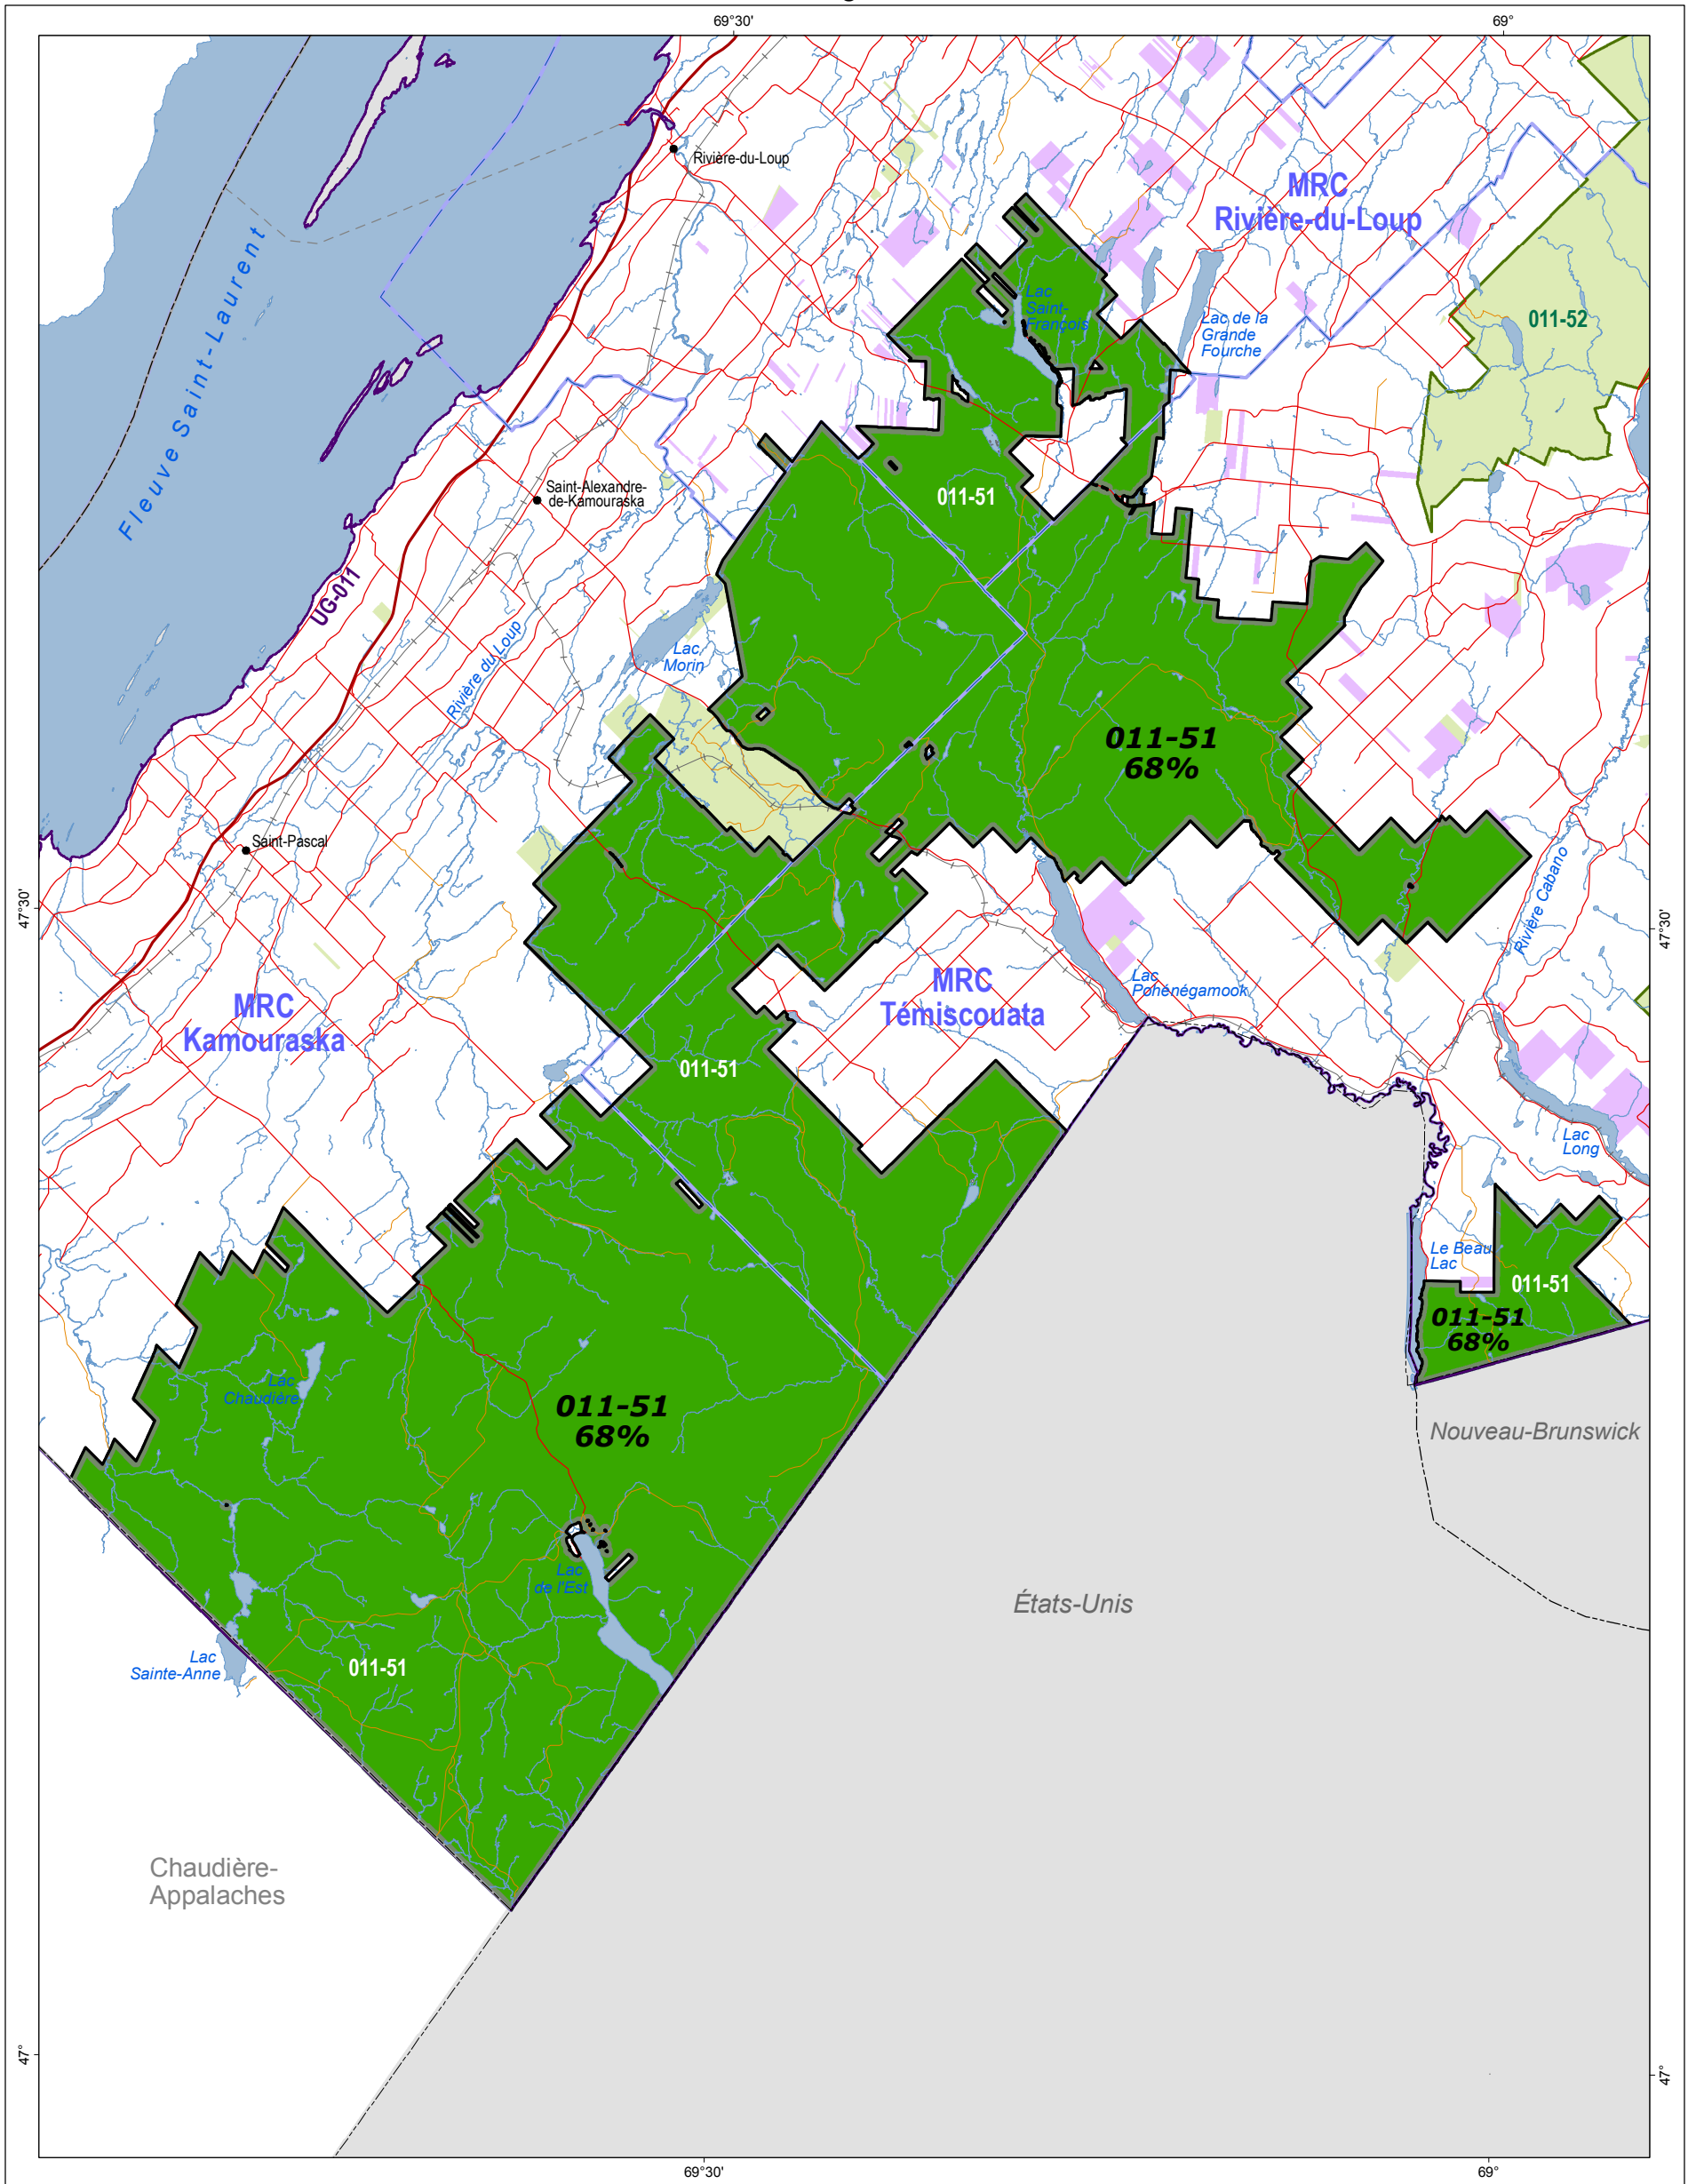 69°30'
69°
Rivière-du-Loup
MRC
Rivière-du-Loup
Fleuve Saint-Laurent
Lac
Saint-
François
Lac de la
Grande
Fourche
011-52
Saint-Alexandre-
de-Kamouraska
011-51
UG-011
Rivière du Loup
Lac
Morin
011-51
68%
Saint-Pascal
47°30'
47°30'
Rivière Cabano
MRC
Kamouraska
MRC
Témiscouata
Lac
Pohénégamook
011-51
Lac
Long
Le Beau
Lac
011-51
011-51
68%
Lac
Chaudière
011-51
68%
Nouveau-Brunswick
Lac
de l'Est
États-Unis
Lac
Sainte-Anne
011-51
Chaudière-
Appalaches
47°
47°
69°30'
69°